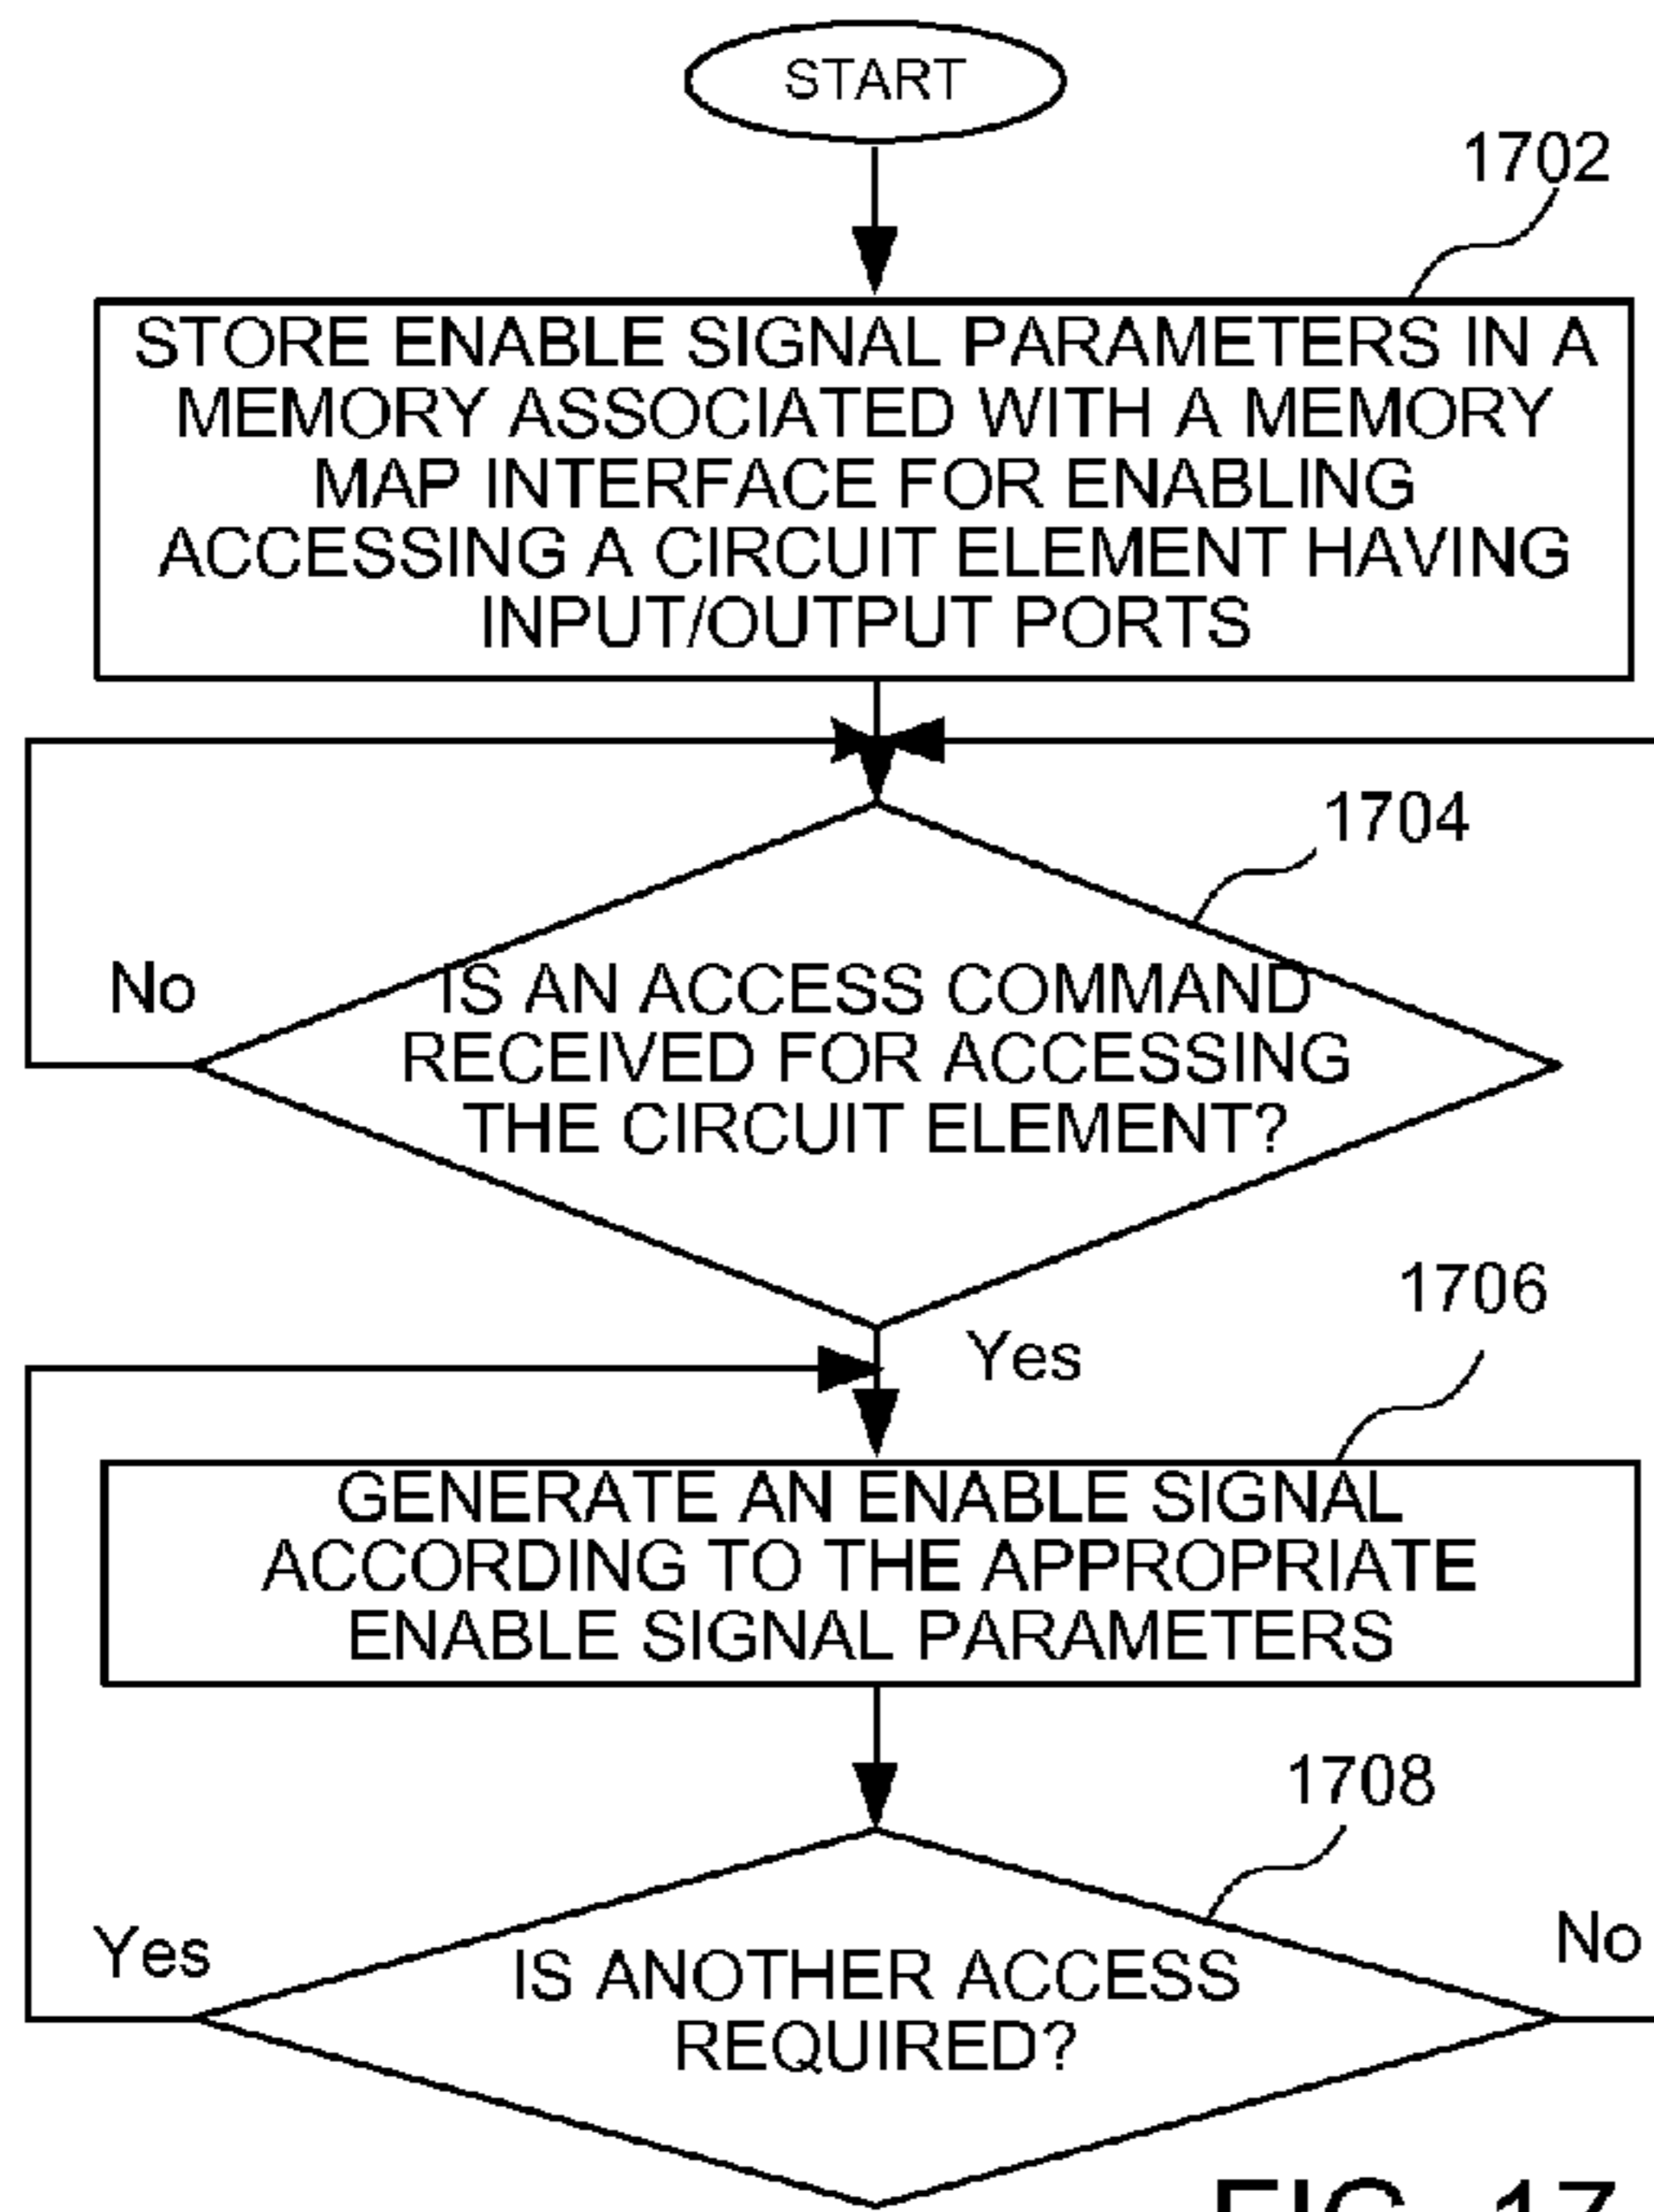 START
1702
STORE ENABLE SIGNAL PARAMETERS IN A
MEMORY ASSOCIATED WITH A MEMORY
MAP INTERFACE FOR ENABLING
ACCESSING A CIRCUIT ELEMENT HAVING
INPUT/OUTPUT PORTS
1704
No
IS AN ACCESS COMMAND
RECEIVED FOR ACCESSING
THE CIRCUIT ELEMENT?
Yes
1706
GENERATE AN ENABLE SIGNAL
ACCORDING TO THE APPROPRIATE
ENABLE SIGNAL PARAMETERS
1708
Yes
No
IS ANOTHER ACCESS
REQUIRED?
FIG. 17